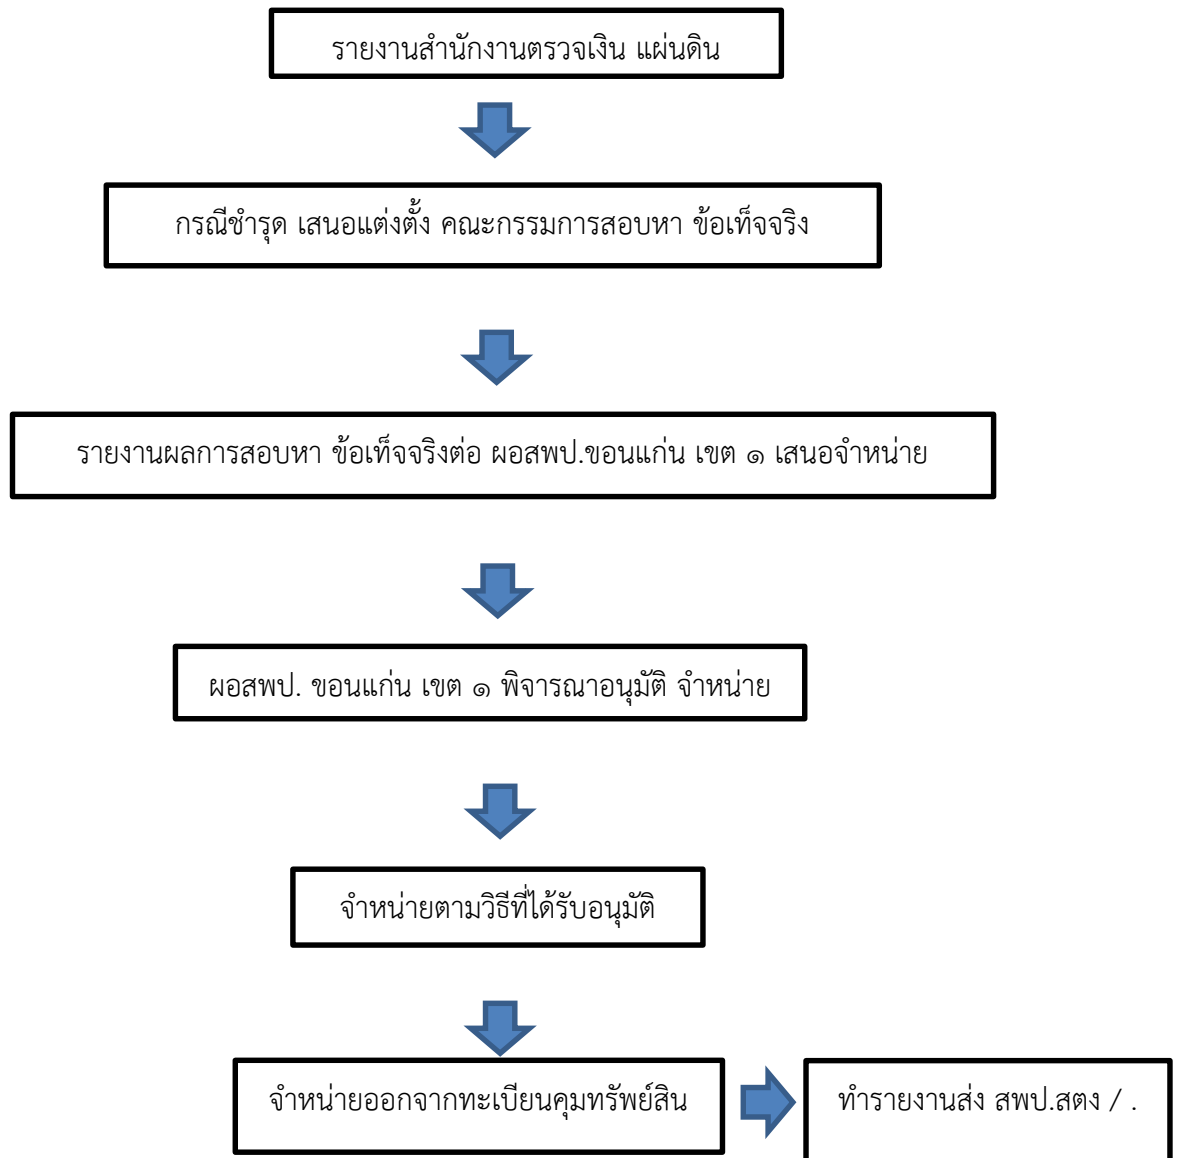 รายงานสำนักงานตรวจเงิน แผ่นดิน
กรณีชำรุด เสนอแต่งตั้ง คณะกรรมการสอบหา ข้อเท็จจริง
รายงานผลการสอบหา ข้อเท็จจริงต่อ ผอสพป.ขอนแก่น เขต ๑ เสนอจำหน่าย
ผอสพป. ขอนแก่น เขต ๑ พิจารณาอนุมัติ จำหน่าย
จำหน่ายตามวิธีที่ได้รับอนุมัติ
จำหน่ายออกจากทะเบียนคุมทรัพย์สิน
ทำรายงานส่ง สพป.สตง / .